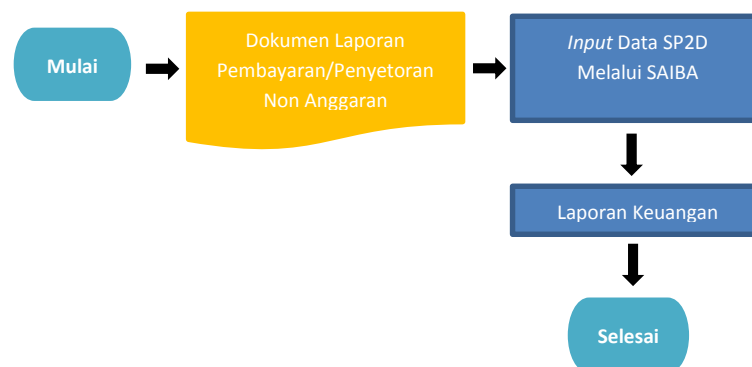 Mulai
Dokumen Laporan
Pembayaran/Penyetoran
Non Anggaran
Input Data SP2D
Melalui SAIBA
Laporan Keuangan
Selesai